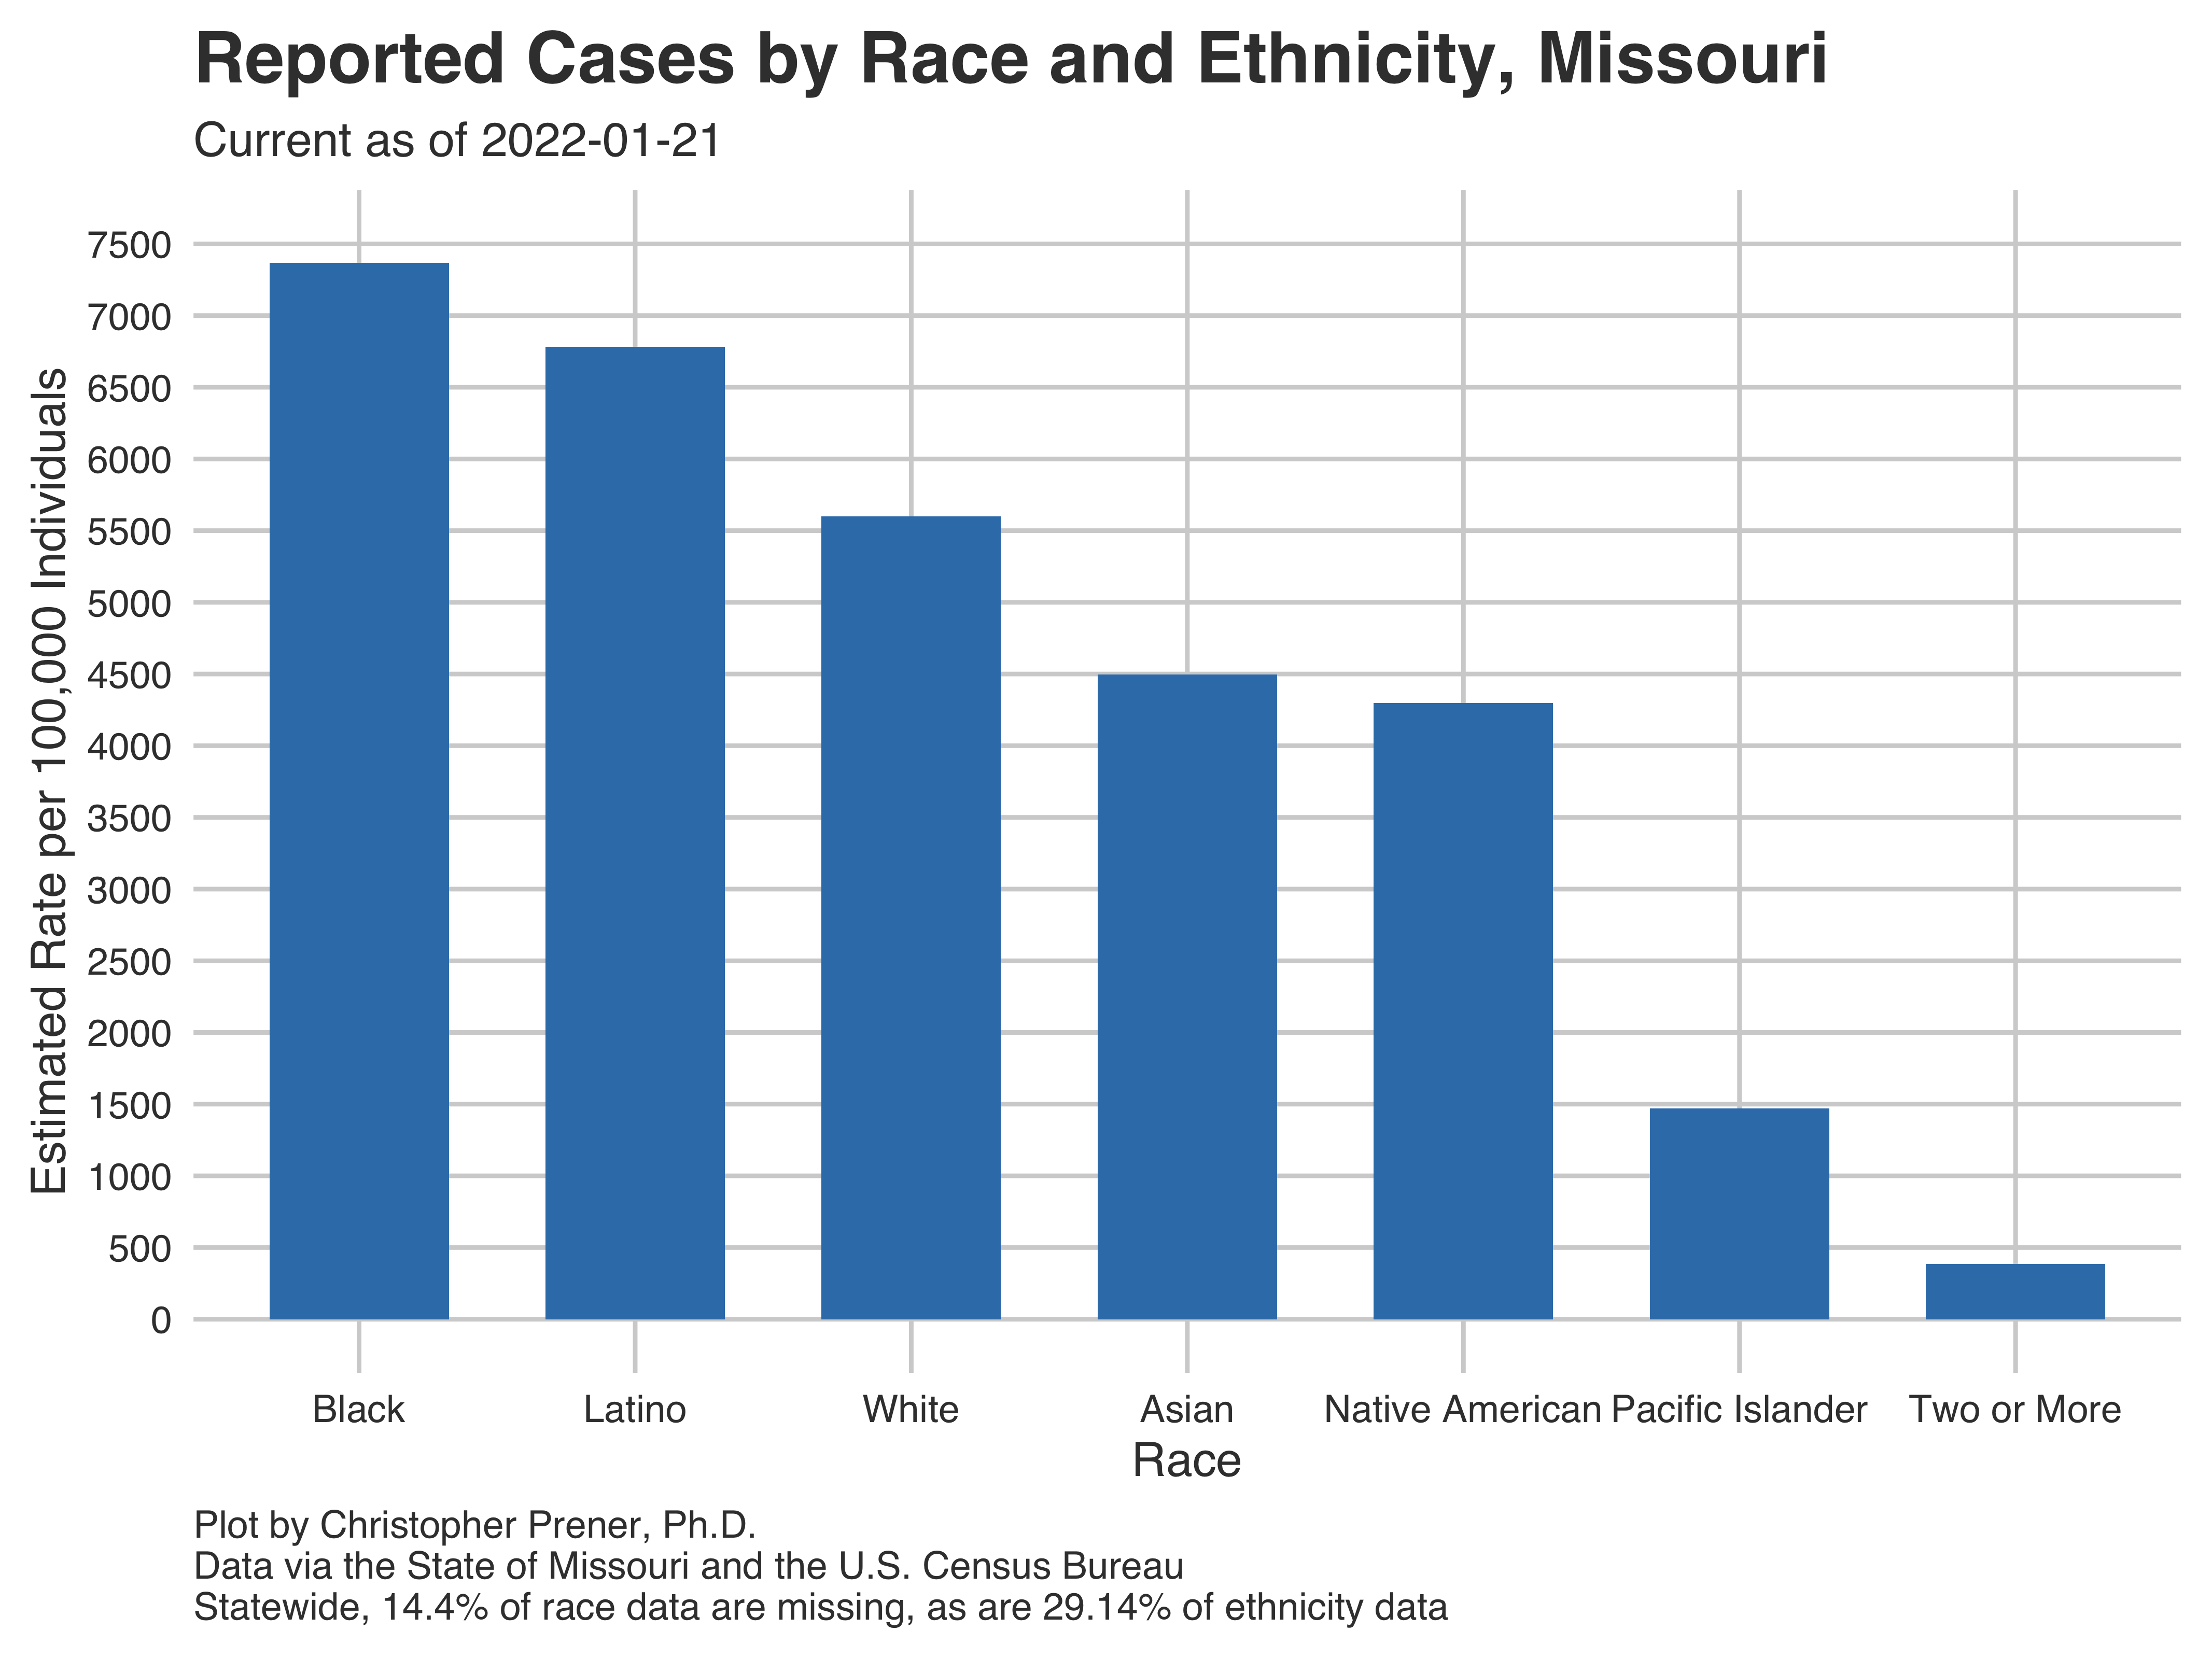 Reported Cases by Race and Ethnicity, Missouri
Current as of 2022-01-21
Estimated Rate per 100,000 Individuals
7500
7000
6500
6000
5500
5000
4500
4000
3500
3000
2500
2000
1500
1000
500
0
Black Latino White Asian Native American Pacific Islander Two or More
Race
Plot by Christopher Prener, Ph.D.
Data via the State of Missouri and the U.S. Census Bureau
Statewide, 14.4% of race data are missing, as are 29.14% of ethnicity data